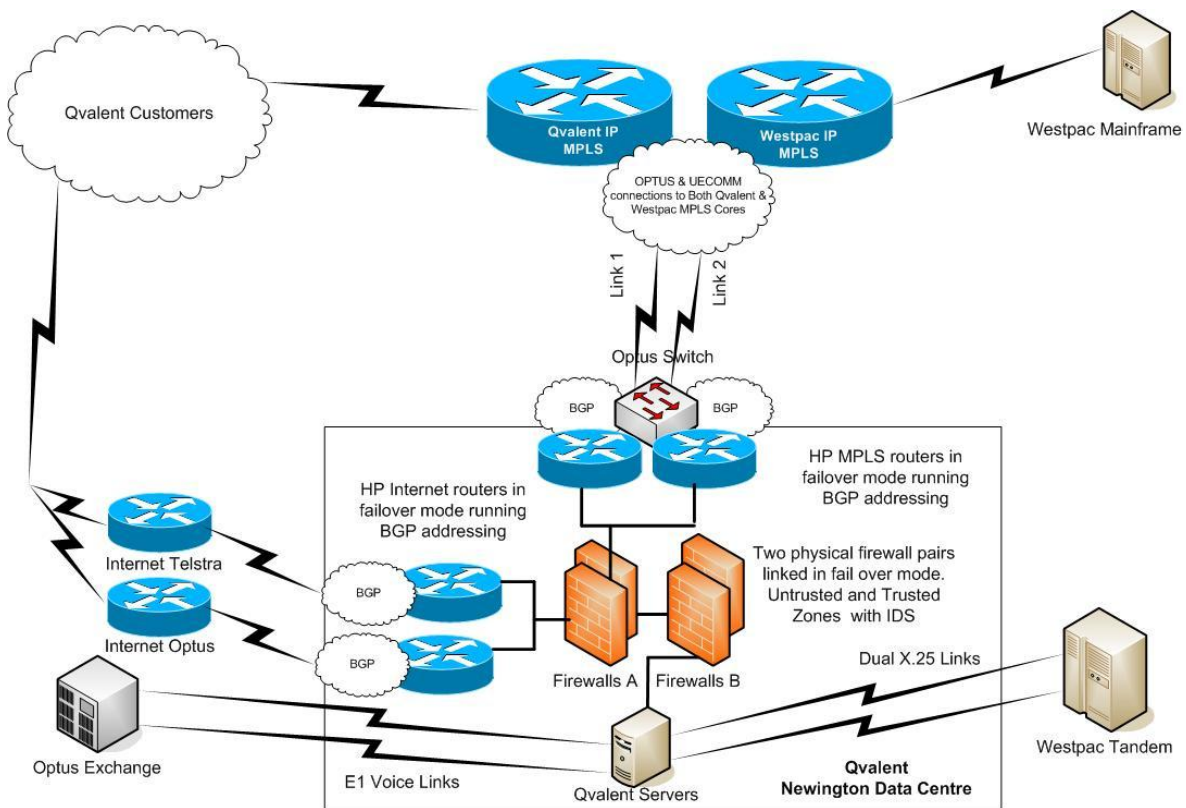 Qvalent Customers
Qvalent IP
MPLS
Westpac IP
MPLS
Westpac Mainframe
OPTUS & UECOMM
connections to Both Qvalent &
Westpac MPLS Cores
Link 1
Link 2
Optus Switch
BGP
BGP
HP MPLS routers in
failover mode running
BGP addressing
HP Internet routers in
failover mode running
BGP addressing
Internet Telstra
Internet Optus
BGP
BGP
Two physical firewall pairs
linked in fail over mode.
Untrusted and Trusted
Zones with IDS
Firewalls A
Firewalls B
Dual X.25 Links
Optus Exchange
E1 Voice Links
Qvalent Servers
Qvalent
Newington Data Centre
Westpac Tandem